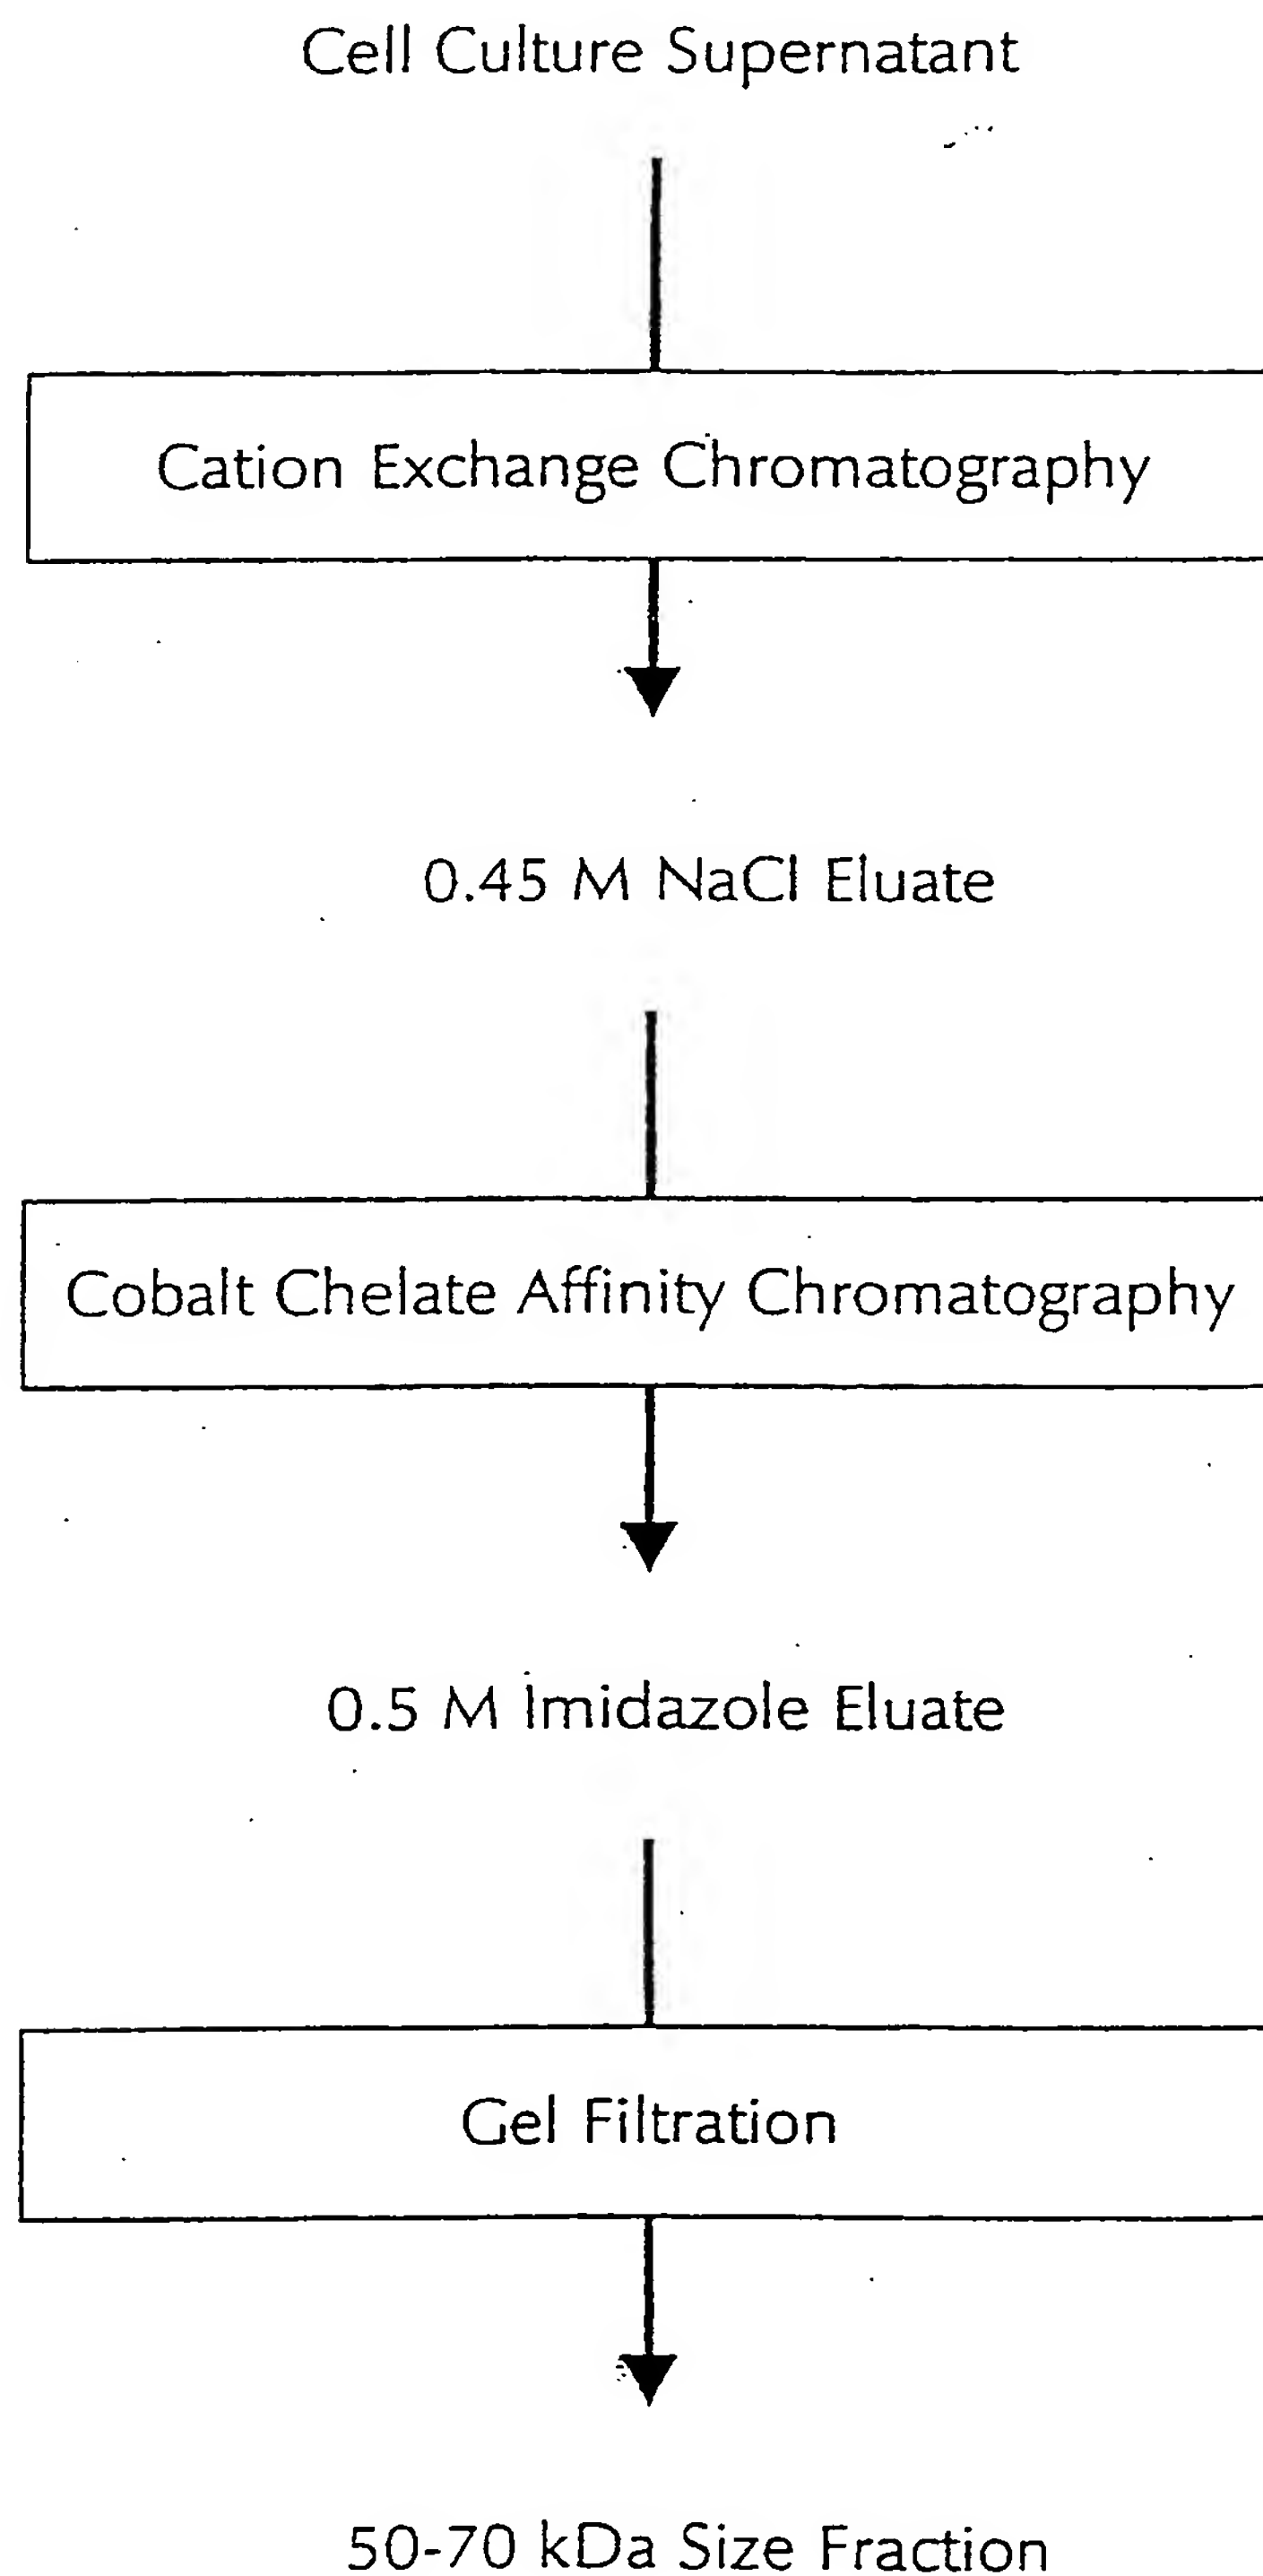 Cell Culture Supernatant
Cation Exchange Chromatography
0.45 M NaCl Eluate
Cobalt Chelate Affinity Chromatography
0.5 M Imidazole Eluate
Gel Filtration
50-70 kDa Size Fraction